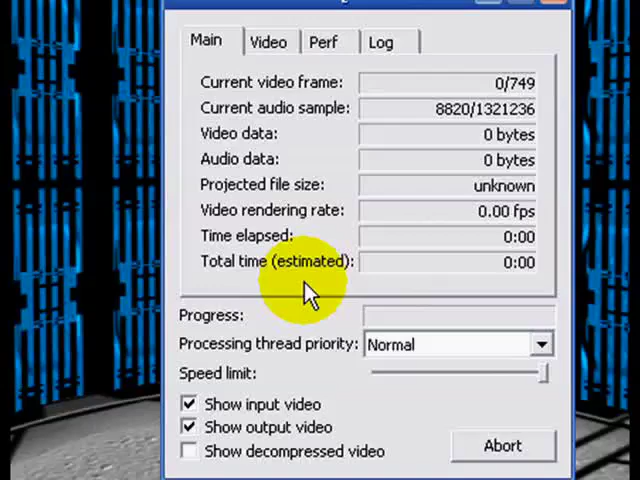 Main Video Perf Log
Current video frame: 0/749
Current audio sample: 8820/1321236
Video data: 0 bytes
Audio data: 0 bytes
Projected file size: unknown
Video rendering rate: 0.00 fps
Time elapsed: 0:00
Total time (estimated): 0:00
Progress:
Processing thread priority: Normal
Speed limit:
Show input video
Show output video
Show decompressed video
Abort